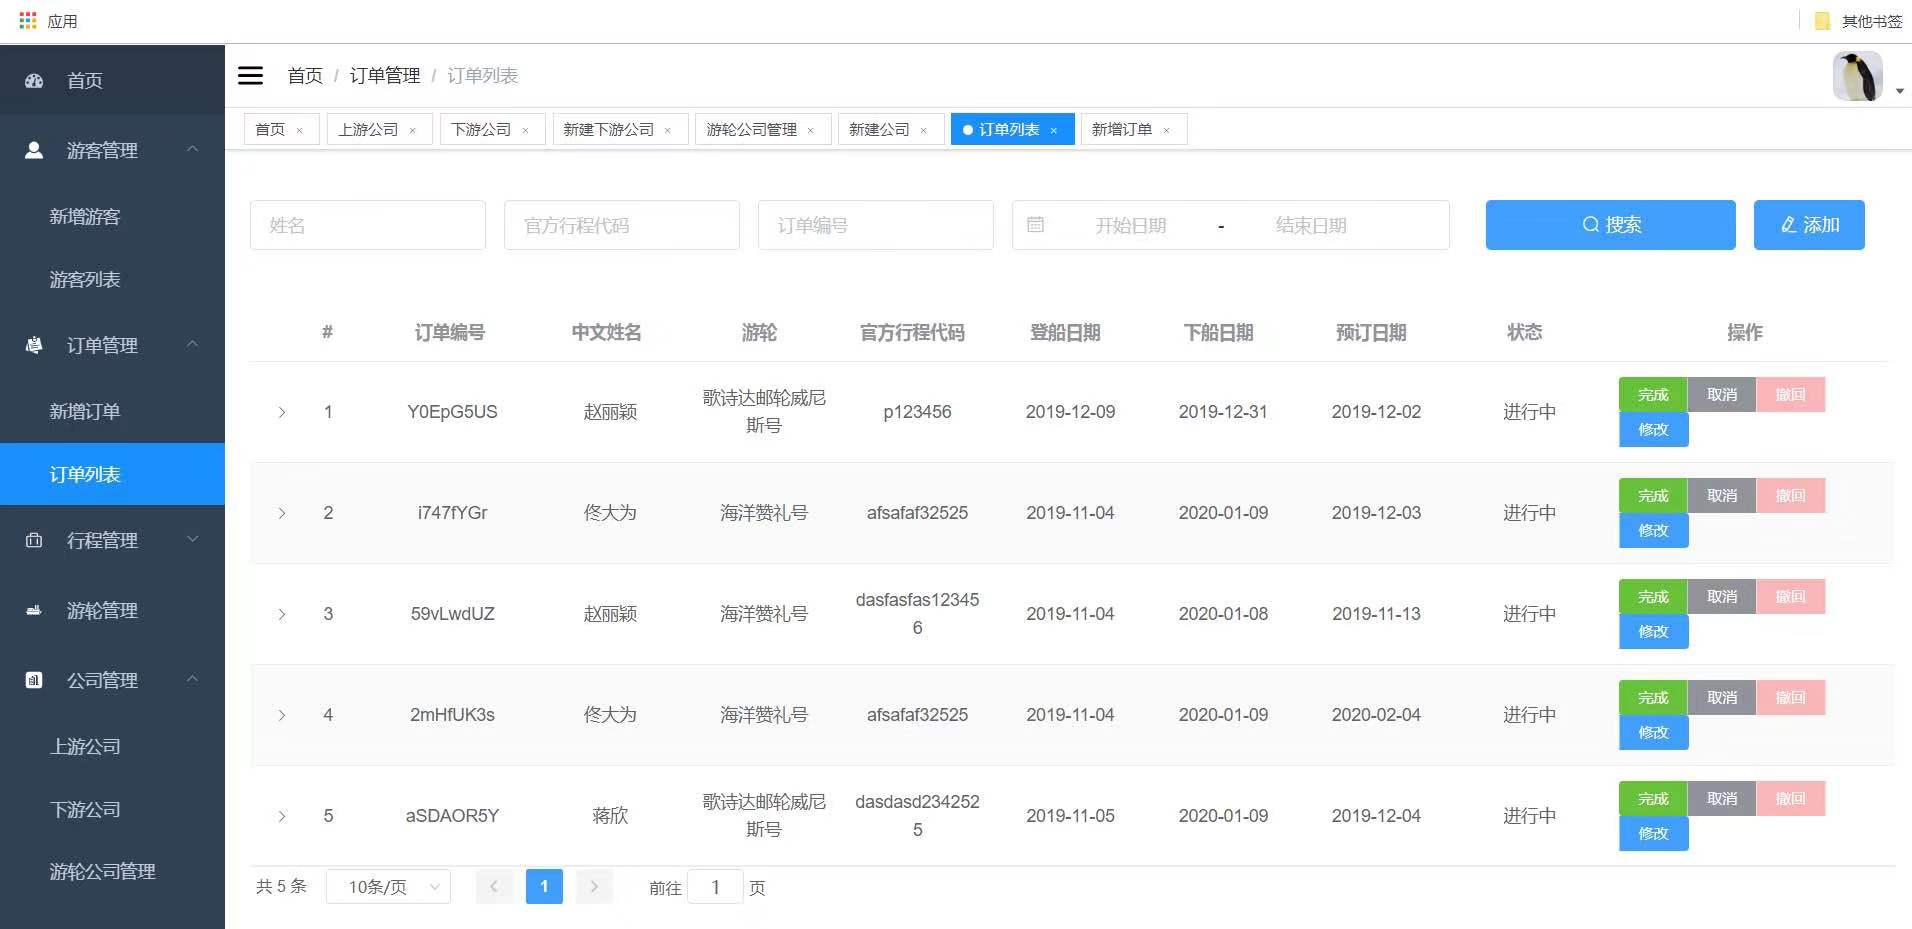 应用
其他书签
首页
游客管理
新增游客
游客列表
订单管理
新增订单
订单列表
行程管理
游轮管理
公司管理
上游公司
下游公司
游轮公司管理
首页 / 订单管理 / 订单列表
首页 × 上游公司 × 下游公司 × 新建下游公司 × 游轮公司管理 × 新建公司 × 订单列表 × 新增订单 ×
姓名 官方行程代码 订单编号 开始日期 - 结束日期 搜索 添加
# 订单编号 中文姓名 游轮 官方行程代码 登船日期 下船日期 预订日期 状态 操作
1 Y0EpG5US 赵丽颖 歌诗达邮轮威尼 p123456 2019-12-09 2019-12-31 2019-12-02 进行中 完成 取消 撤回
斯号 修改
2 i747fYGr 佟大为 海洋赞礼号 afsafaf32525 2019-11-04 2020-01-09 2019-12-03 进行中 完成 取消 撤回
修改
3 59vLwdUZ 赵丽颖 海洋赞礼号 dasfasfas12345 2019-11-04 2020-01-08 2019-11-13 进行中 完成 取消 撤回
6 修改
4 2mHfUK3s 佟大为 海洋赞礼号 afsafaf32525 2019-11-04 2020-01-09 2020-02-04 进行中 完成 取消 撤回
修改
5 aSDAOR5Y 蒋欣 歌诗达邮轮威尼 dasdasd234252 2019-11-05 2020-01-09 2019-12-04 进行中 完成 取消 撤回
斯号 5 修改
共 5 条 10条/页 1 前往 1 页